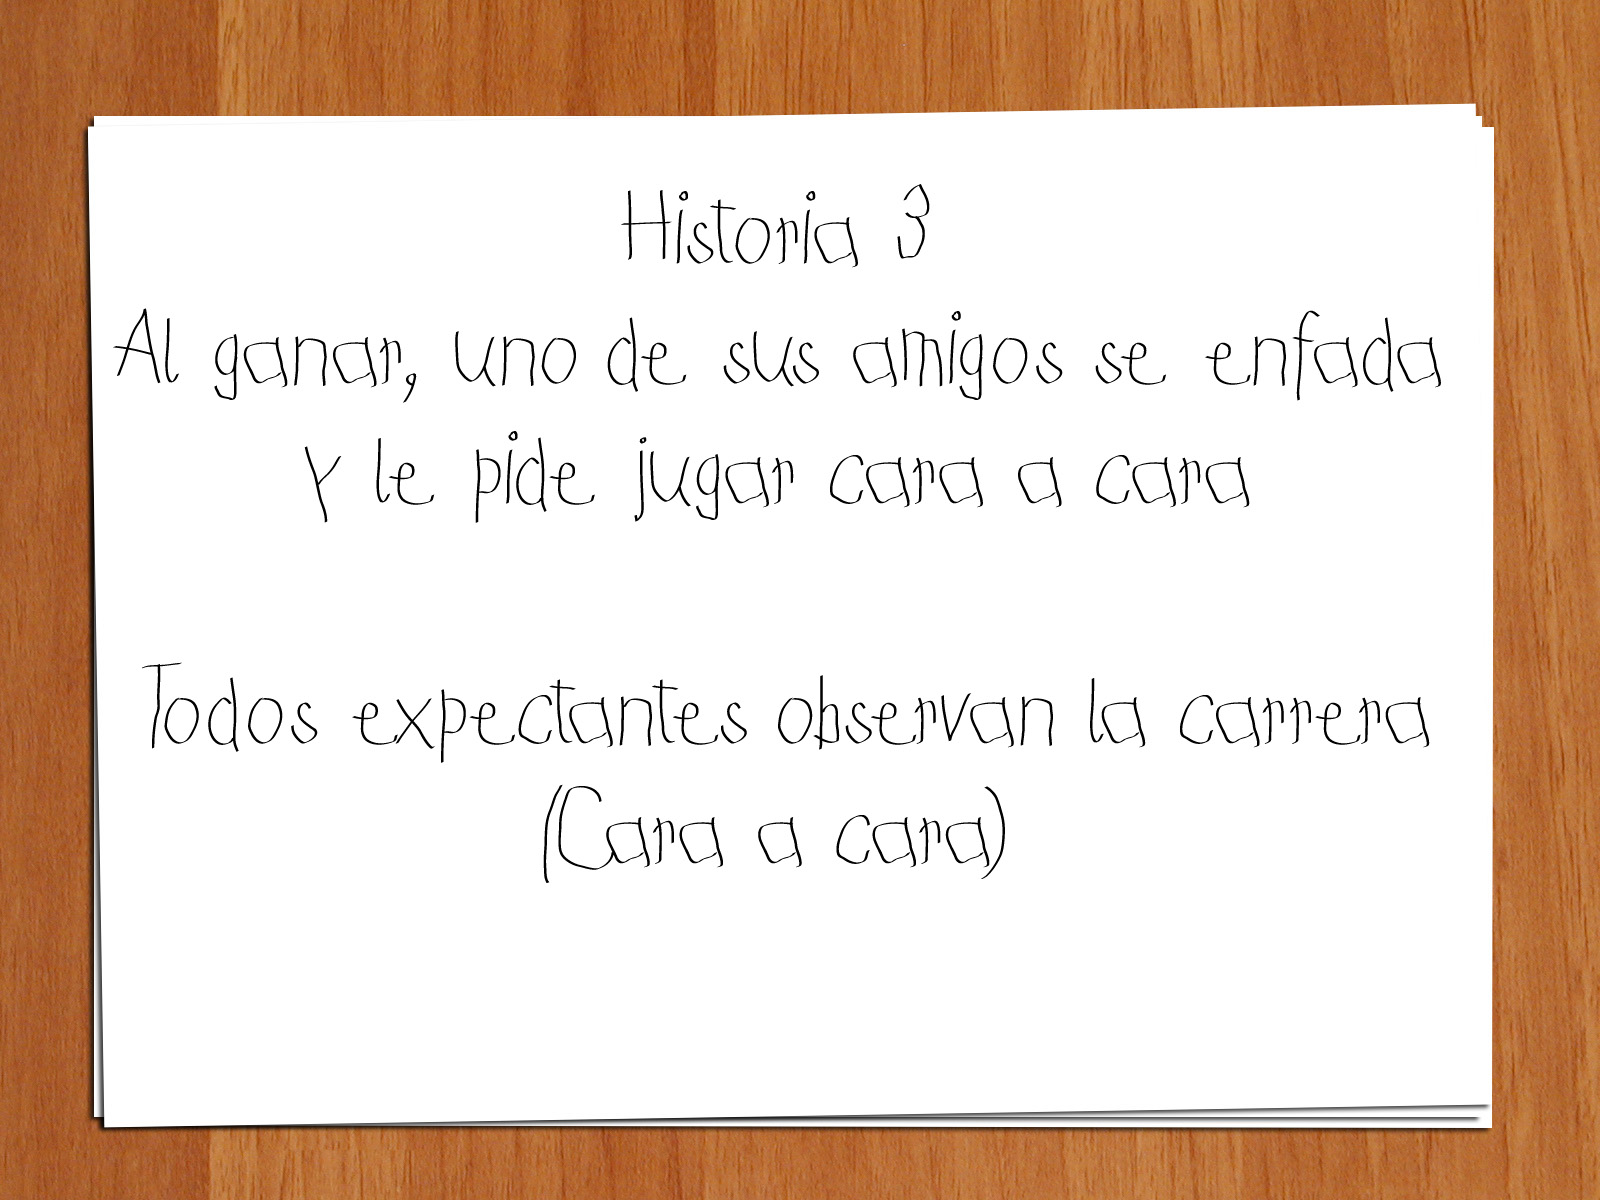 Historia 3
Al ganar, uno de sus amigos se enfada
Y le pide jugar cara a cara
Todos expectantes observan la carrera
(Cara a cara)